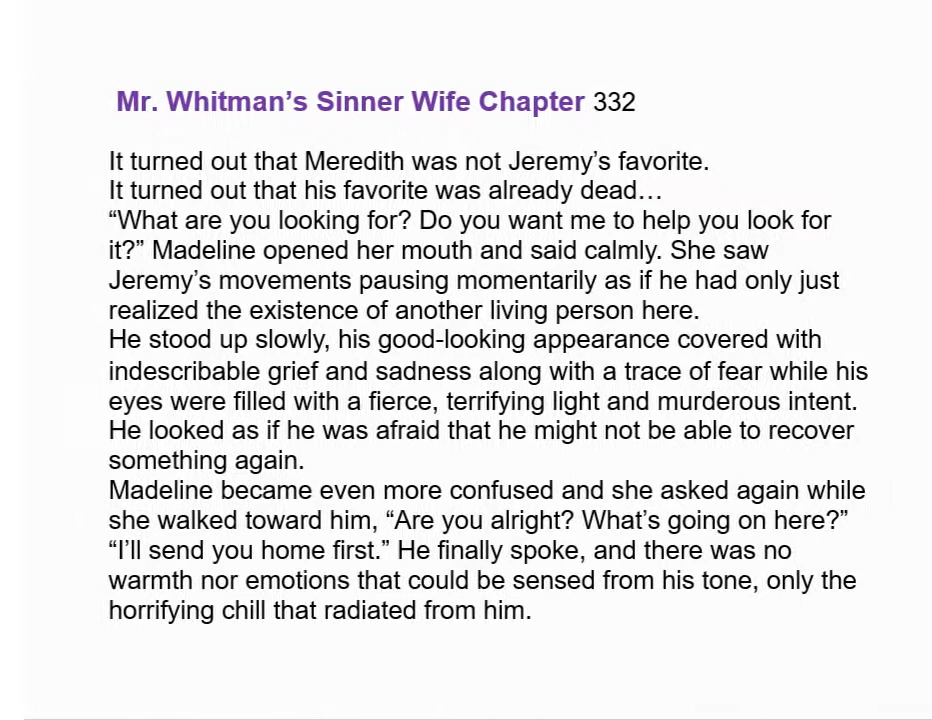 Mr. Whitman’s Sinner Wife Chapter 332
It turned out that Meredith was not Jeremy’s favorite.
It turned out that his favorite was already dead…
“What are you looking for? Do you want me to help you look for
it?” Madeline opened her mouth and said calmly. She saw
Jeremy’s movements pausing momentarily as if he had only just
realized the existence of another living person here.
He stood up slowly, his good-looking appearance covered with
indescribable grief and sadness along with a trace of fear while his
eyes were filled with a fierce, terrifying light and murderous intent.
He looked as if he was afraid that he might not be able to recover
something again.
Madeline became even more confused and she asked again while
she walked toward him, “Are you alright? What’s going on here?”
“I’ll send you home first.” He finally spoke, and there was no
warmth nor emotions that could be sensed from his tone, only the
horrifying chill that radiated from him.